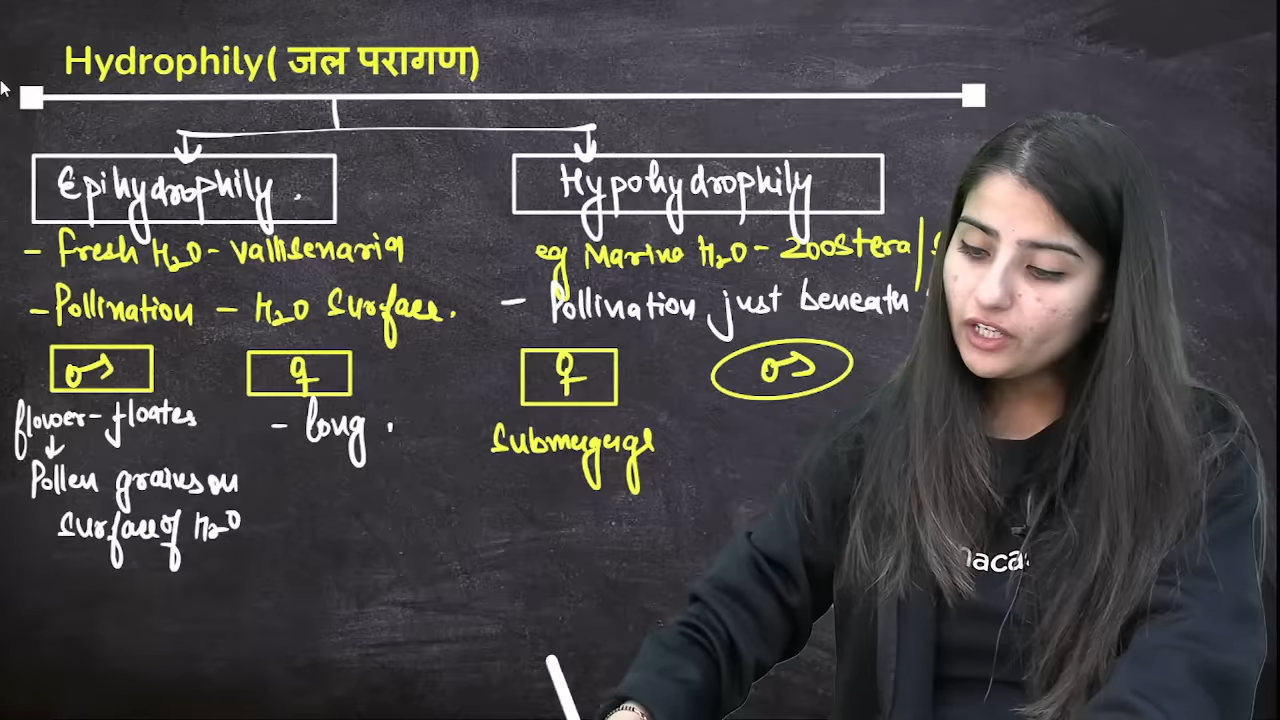 Hydrophily( जल परागण)
Epihydrophily.
Hypohydrophily
- Fresh H2O - Vallisenaria
eg Marine H2O - Zoostera/
- Pollination - H2O Surface.
- Pollination just beneath
♂
♀
♀
♂
flower - floates
- long.
Submegerge
↓
Pollen grains on
surface of H2O